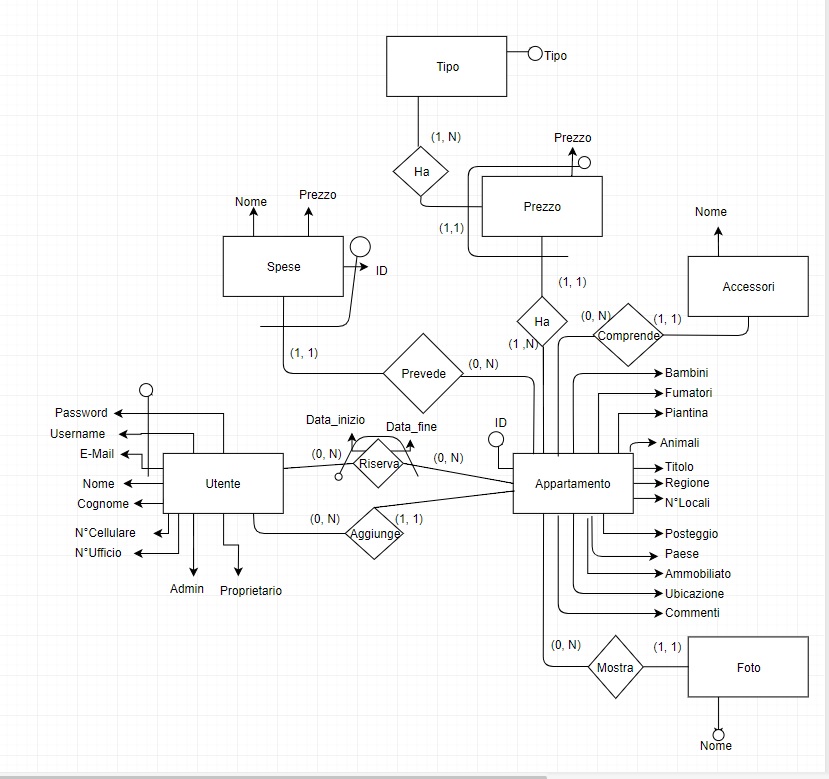 Tipo
Tipo
(1, N)
Prezzo
Ha
Nome
Prezzo
Prezzo
(1,1)
Nome
Spese
ID
Accessori
(1, 1)
(0, N)
(1, 1)
Ha
Comprende
(1 ,N)
(1, 1)
(0, N)
Prevede
Bambini
Fumatori
Password
Piantina
Data_inizio
Data_fine
ID
Username
Animali
E-Mail
(0, N)
Riserva
(0, N)
Titolo
Nome
Utente
Appartamento
Regione
Cognome
N°Locali
(0, N)
(1, 1)
N°Cellulare
Aggiunge
Posteggio
N°Ufficio
Paese
Ammobiliato
Admin
Proprietario
Ubicazione
Commenti
(0, N)
(1, 1)
Mostra
Foto
Nome